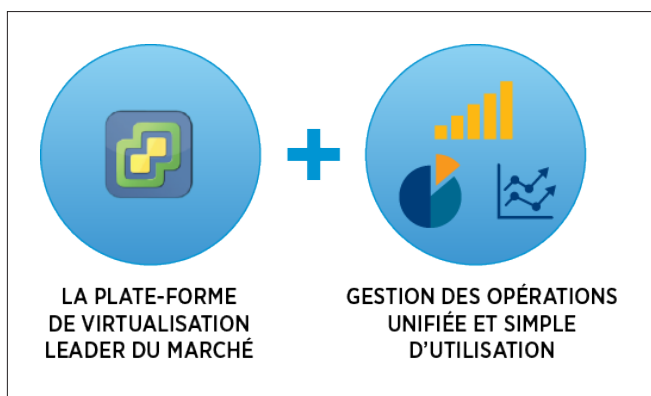 LA PLATE-FORME
DE VIRTUALISATION
LEADER DU MARCHÉ
GESTION DES OPÉRATIONS
UNIFIÉE ET SIMPLE
D'UTILISATION